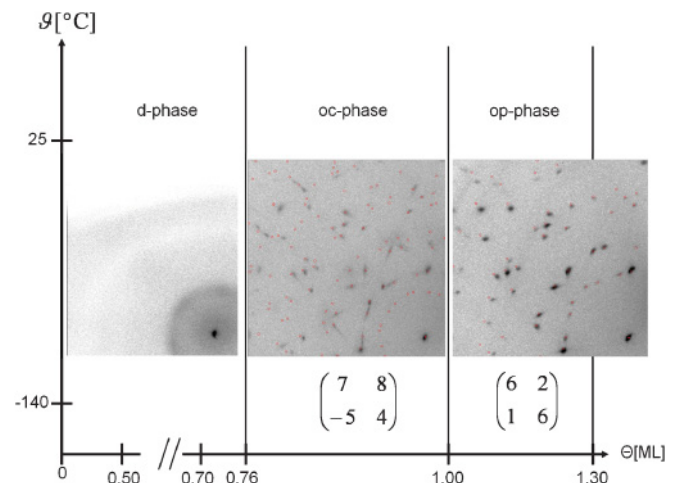 ϑ[°C]
d-phase
oc-phase
op-phase
25
7 8
−5 4
6 2
1 6
-140
Θ[ML]
0
0.50
0.70
0.76
1.00
1.30